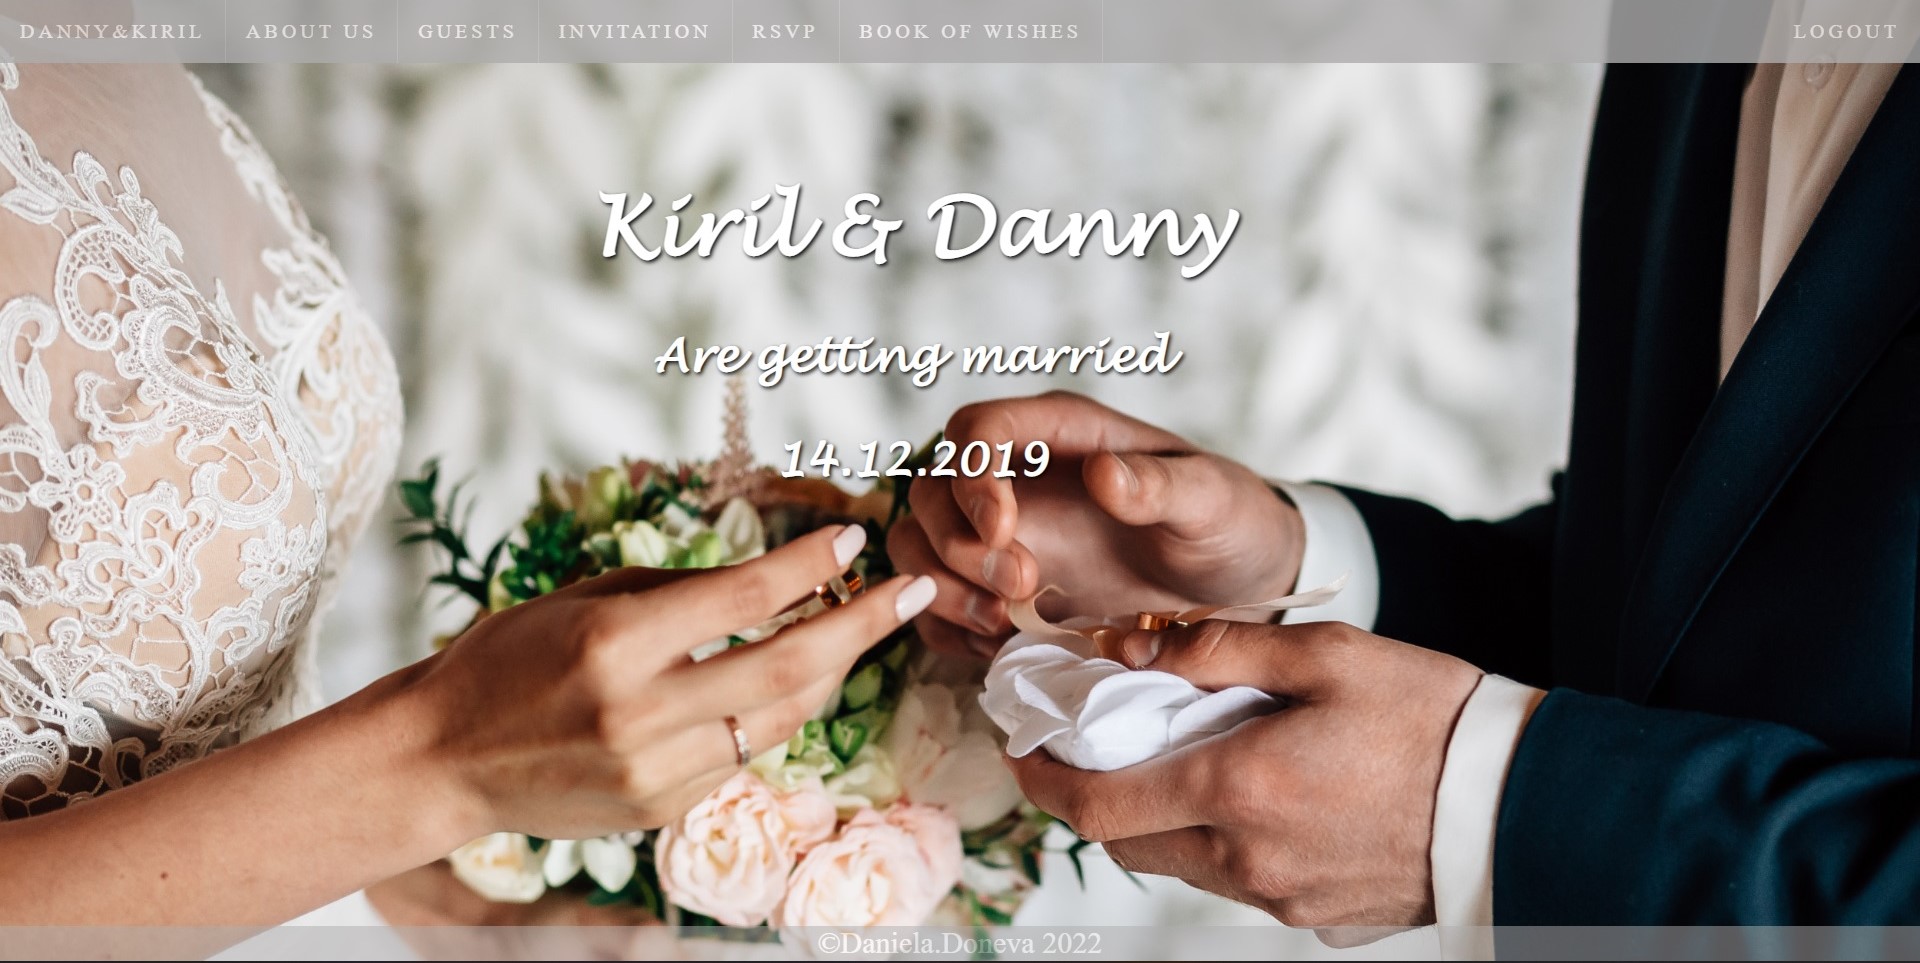 DANNY&KIRIL ABOUT US GUESTS INVITATION RSVP BOOK OF WISHES LOGOUT
Kiril & Danny
Are getting married
14.12.2019
©Daniela.Doneva 2022